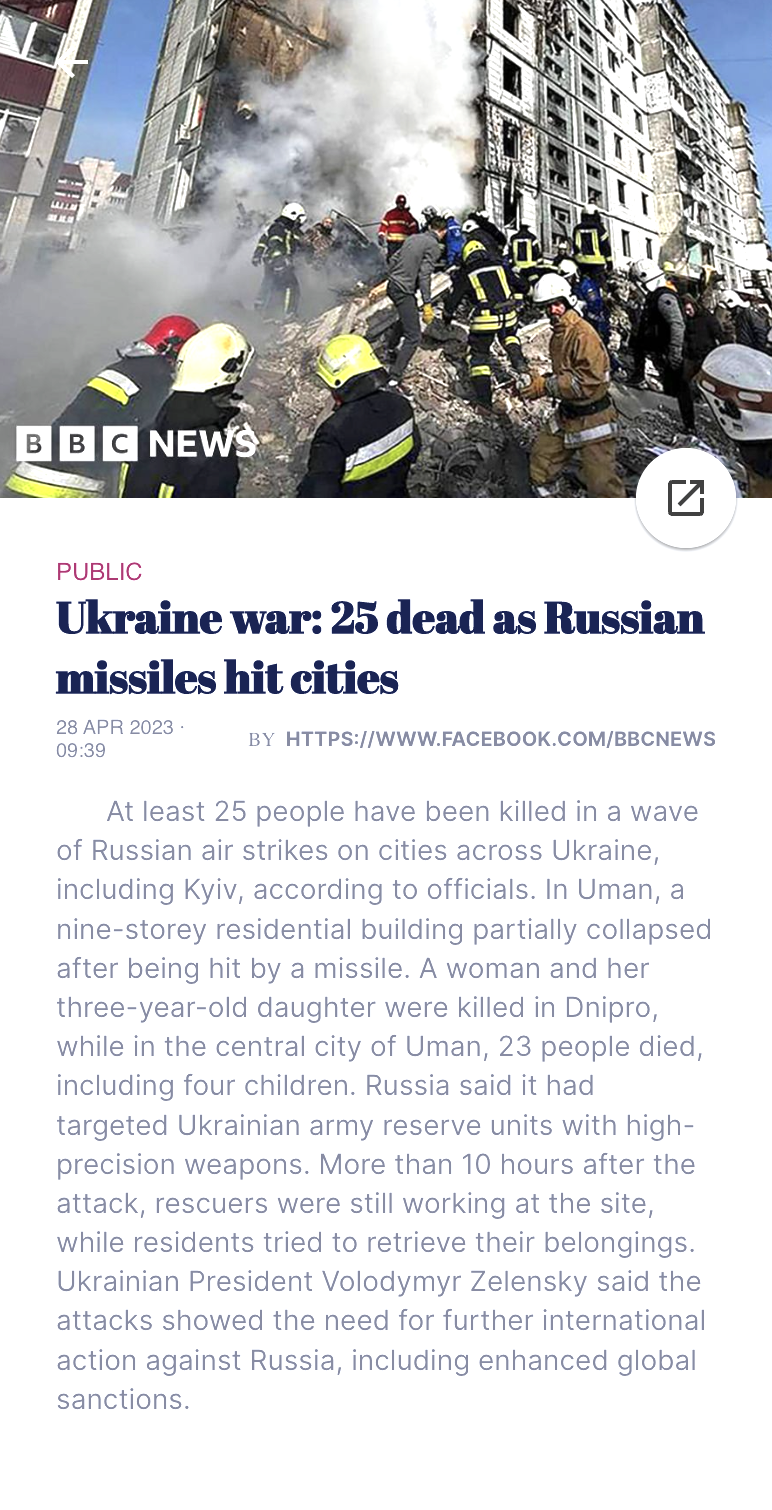 BBC NEWS
PUBLIC
Ukraine war: 25 dead as Russian
missiles hit cities
28 APR 2023 ·
09:39
BY HTTPS://WWW.FACEBOOK.COM/BBCNEWS
At least 25 people have been killed in a wave
of Russian air strikes on cities across Ukraine,
including Kyiv, according to officials. In Uman, a
nine-storey residential building partially collapsed
after being hit by a missile. A woman and her
three-year-old daughter were killed in Dnipro,
while in the central city of Uman, 23 people died,
including four children. Russia said it had
targeted Ukrainian army reserve units with high-
precision weapons. More than 10 hours after the
attack, rescuers were still working at the site,
while residents tried to retrieve their belongings.
Ukrainian President Volodymyr Zelensky said the
attacks showed the need for further international
action against Russia, including enhanced global
sanctions.